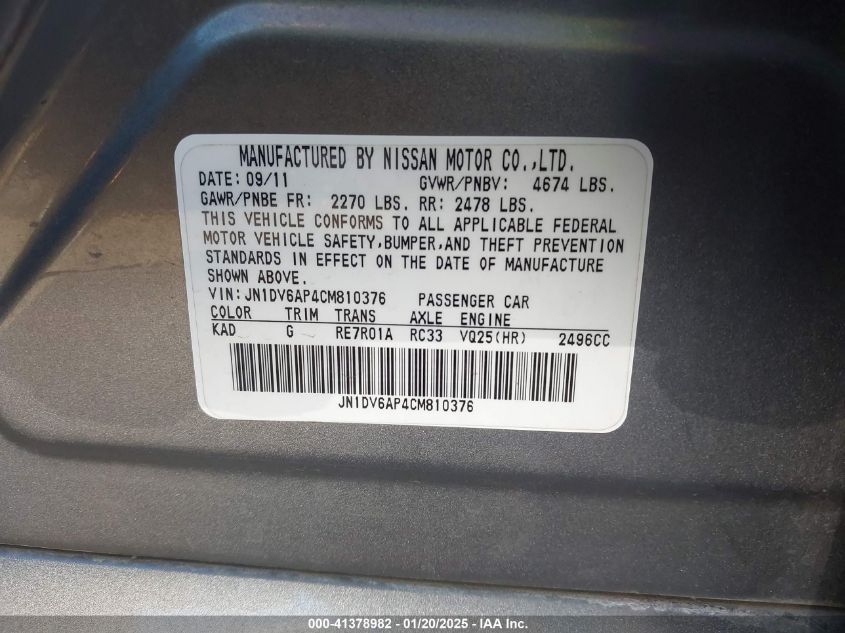 MANUFACTURED BY NISSAN MOTOR CO.,LTD.
DATE: 09/11 GVWR/PNBV: 4674 LBS.
GAWR/PNBE FR: 2270 LBS. RR: 2478 LBS.
THIS VEHICLE CONFORMS TO ALL APPLICABLE FEDERAL
MOTOR VEHICLE SAFETY,BUMPER,AND THEFT PREVENTION
STANDARDS IN EFFECT ON THE DATE OF MANUFACTURE
SHOWN ABOVE.
VIN: JN1DV6AP4CM810376 PASSENGER CAR
COLOR TRIM TRANS AXLE ENGINE
KAD G RE7R01A RC33 VQ25(HR) 2496CC
JN1DV6AP4CM810376
000-41378982 - 01/20/2025 - IAA Inc.